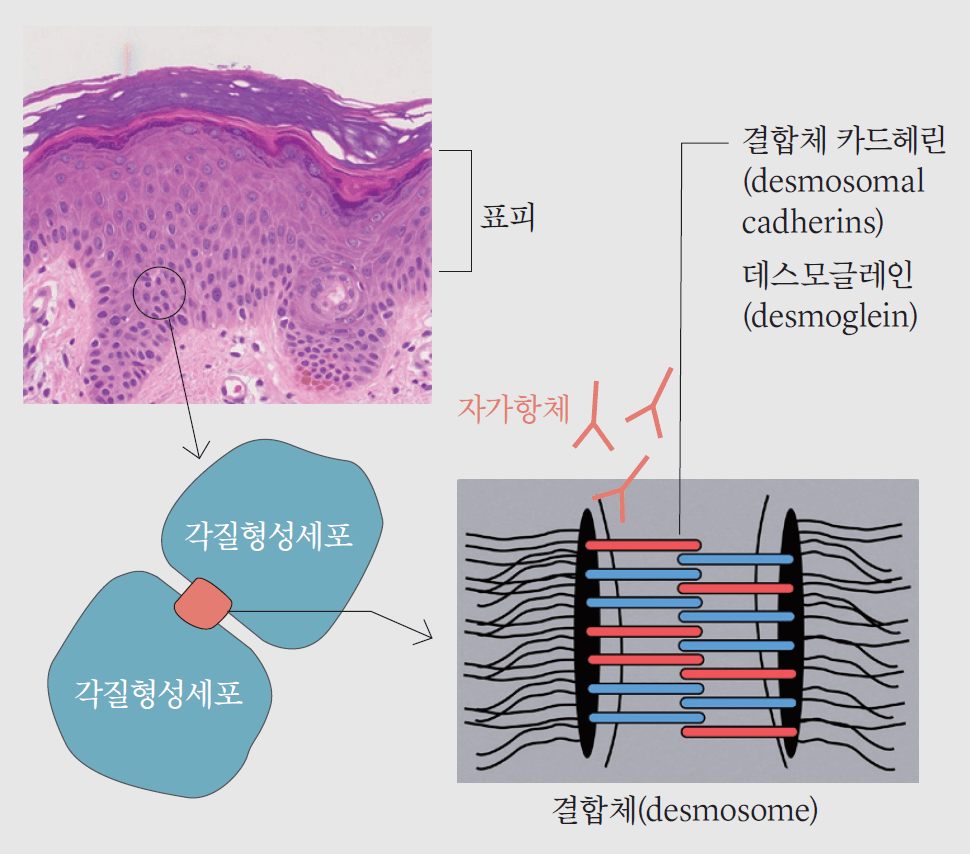 결합체 카드헤린
(desmosomal
cadherins)
데스모글레인
(desmoglein)
표피
자가항체
각질형성세포
각질형성세포
결합체(desmosome)